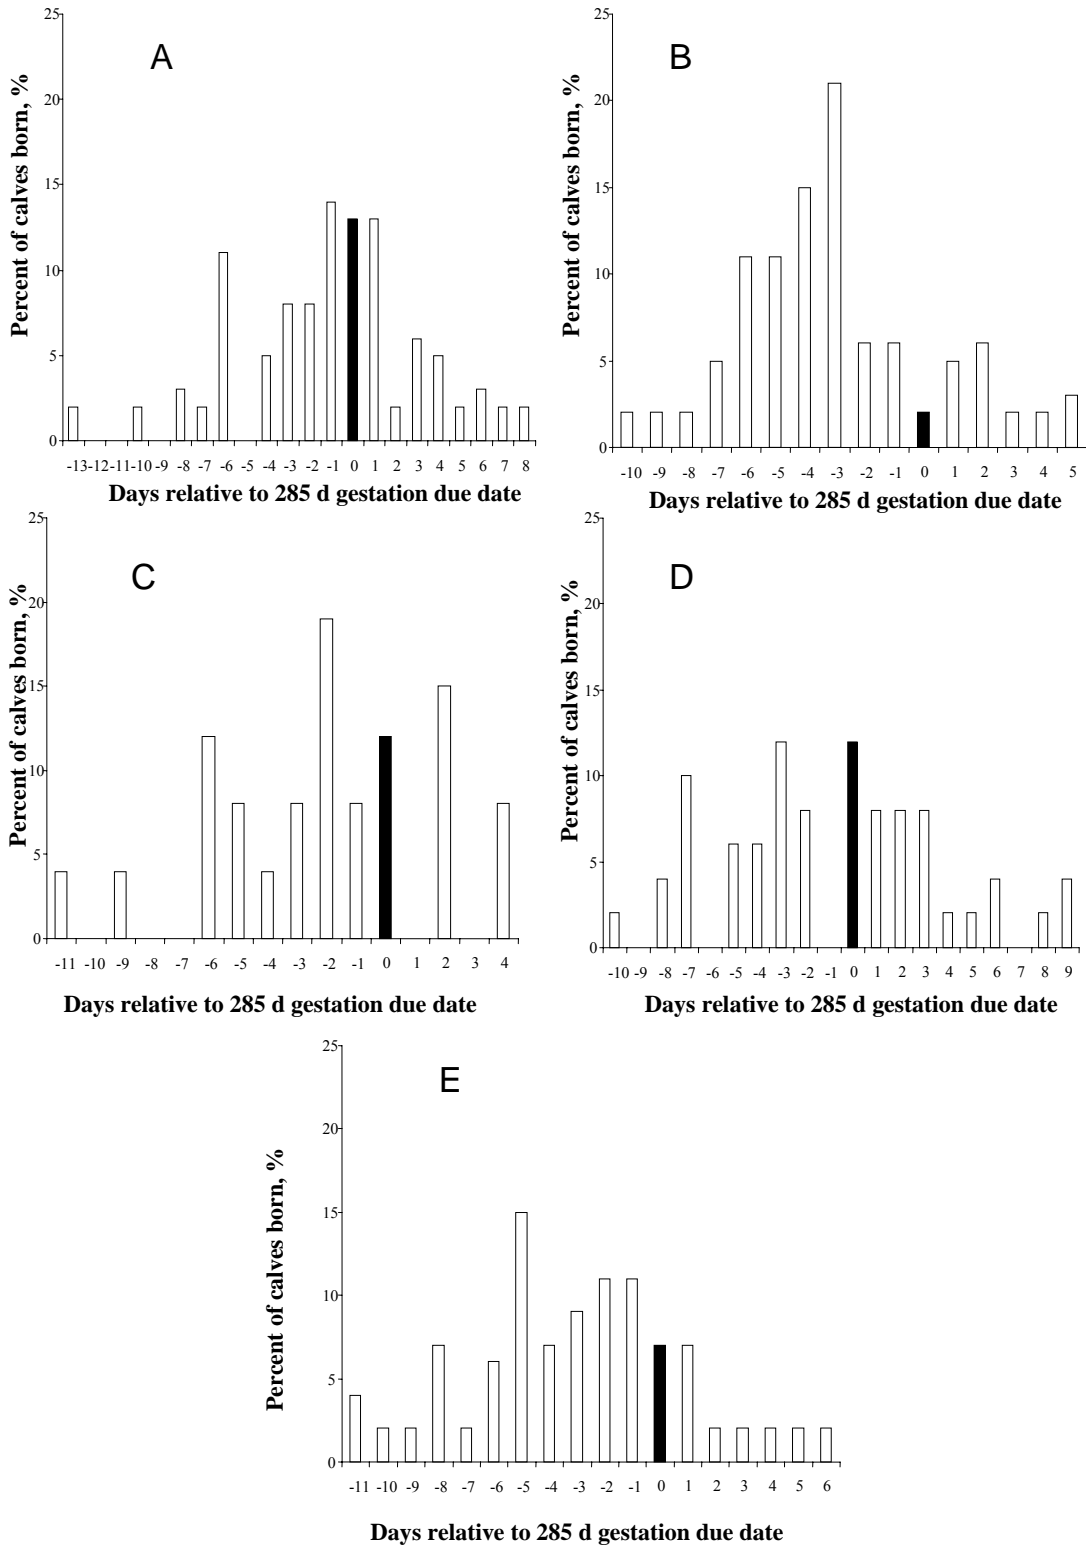 A
Percent of calves born, %
25
20
15
10
5
0
-13 -12 -11 -10 -9 -8 -7 -6 -5 -4 -3 -2 -1 0 1 2 3 4 5 6 7 8
Days relative to 285 d gestation due date
B
Percent of calves born, %
25
20
15
10
5
0
-10 -9 -8 -7 -6 -5 -4 -3 -2 -1 0 1 2 3 4 5
Days relative to 285 d gestation due date
C
Percent of calves born, %
25
20
15
10
5
0
-11 -10 -9 -8 -7 -6 -5 -4 -3 -2 -1 0 1 2 3 4
Days relative to 285 d gestation due date
D
Percent of calves born, %
25
20
15
10
5
0
-10 -9 -8 -7 -6 -5 -4 -3 -2 -1 0 1 2 3 4 5 6 7 8 9
Days relative to 285 d gestation due date
E
Percent of calves born, %
25
20
15
10
5
0
-11 -10 -9 -8 -7 -6 -5 -4 -3 -2 -1 0 1 2 3 4 5 6
Days relative to 285 d gestation due date